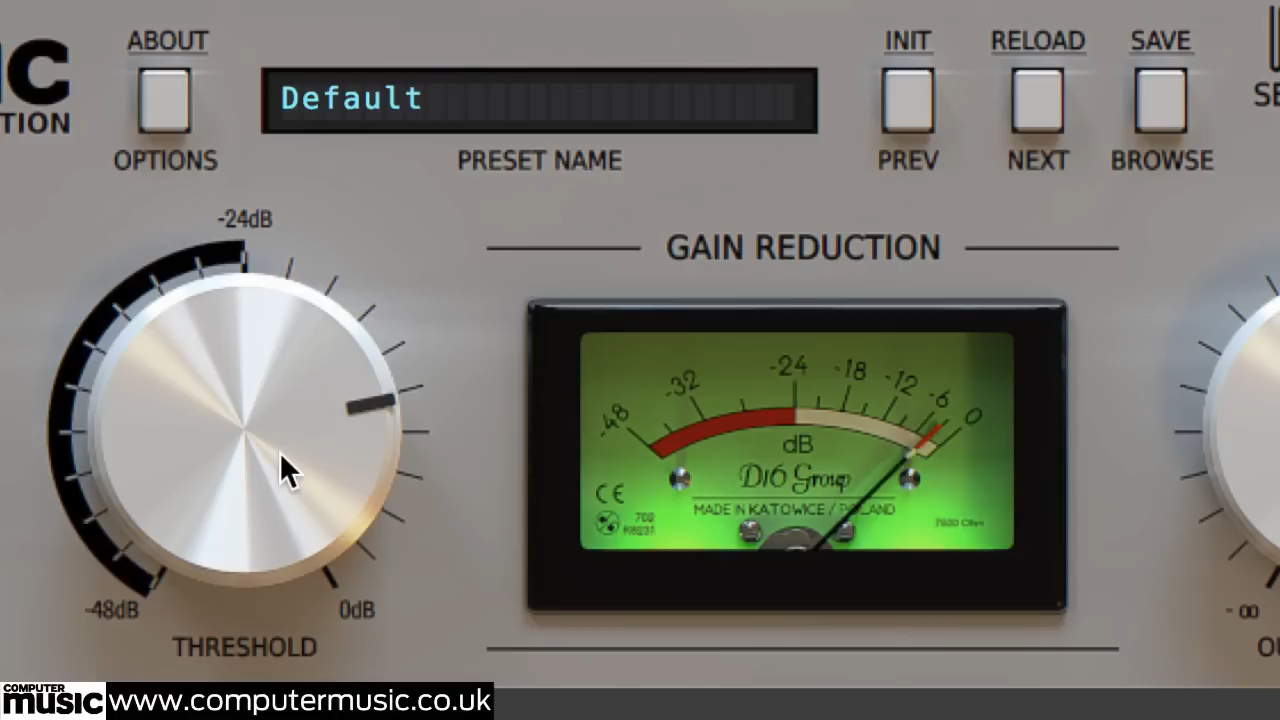 IC
TION
ABOUT
OPTIONS
Default
PRESET NAME
INIT
PREV
RELOAD
NEXT
SAVE
BROWSE
SE
-24dB
-48dB
0dB
THRESHOLD
GAIN REDUCTION
-48
-32
-24
-18
-12
-6
0
dB
D16 Group
MADE IN KATOWICE / POLAND
CE
702
- ∞
OU
COMPUTER
music
www.computermusic.co.uk